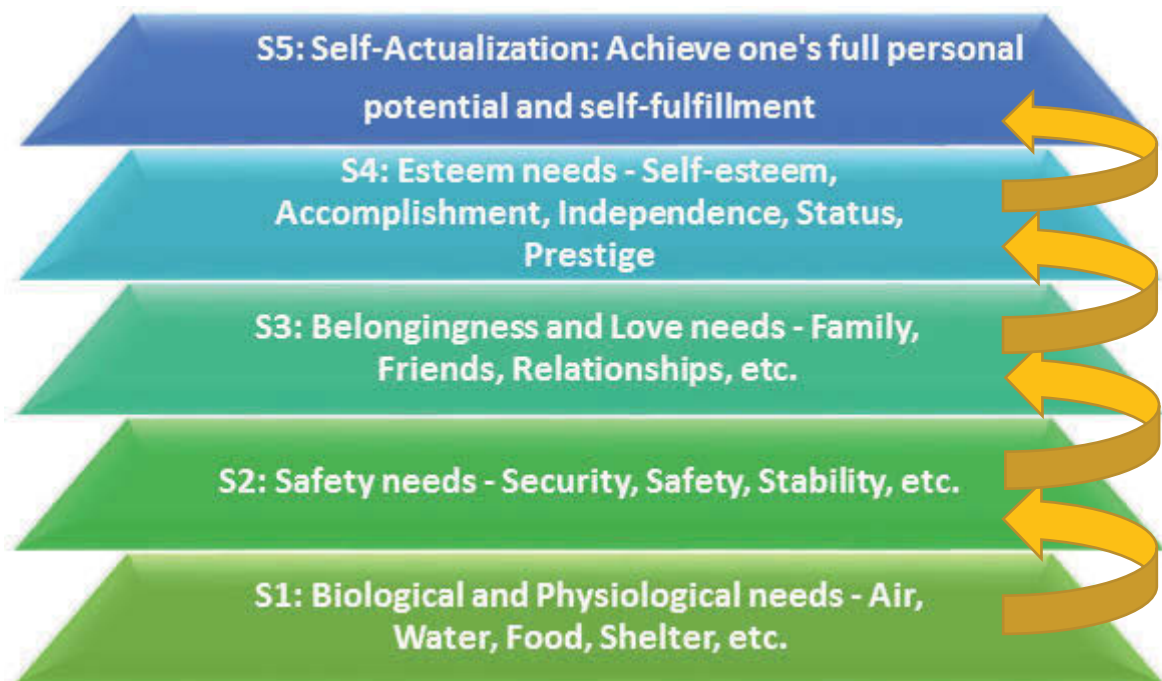 S5: Self-Actualization: Achieve one's full personal
potential and self-fulfillment
S4: Esteem needs - Self-esteem,
Accomplishment, Independence, Status,
Prestige
S3: Belongingness and Love needs - Family,
Friends, Relationships, etc.
S2: Safety needs - Security, Safety, Stability, etc.
S1: Biological and Physiological needs - Air,
Water, Food, Shelter, etc.